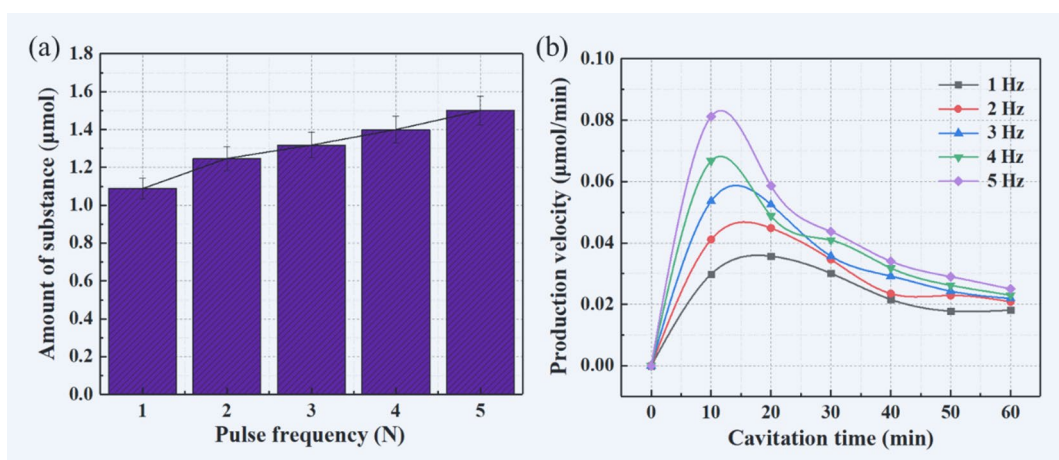 (a)
1.8
1.6
1.4
1.2
1.0
0.8
0.6
0.4
0.2
0.0
Amount of substance (μmol)
1 2 3 4 5
Pulse frequency (N)
(b)
0.10
0.08
0.06
0.04
0.02
0.00
Production velocity (μmol/min)
1 Hz
2 Hz
3 Hz
4 Hz
5 Hz
0 10 20 30 40 50 60
Cavitation time (min)